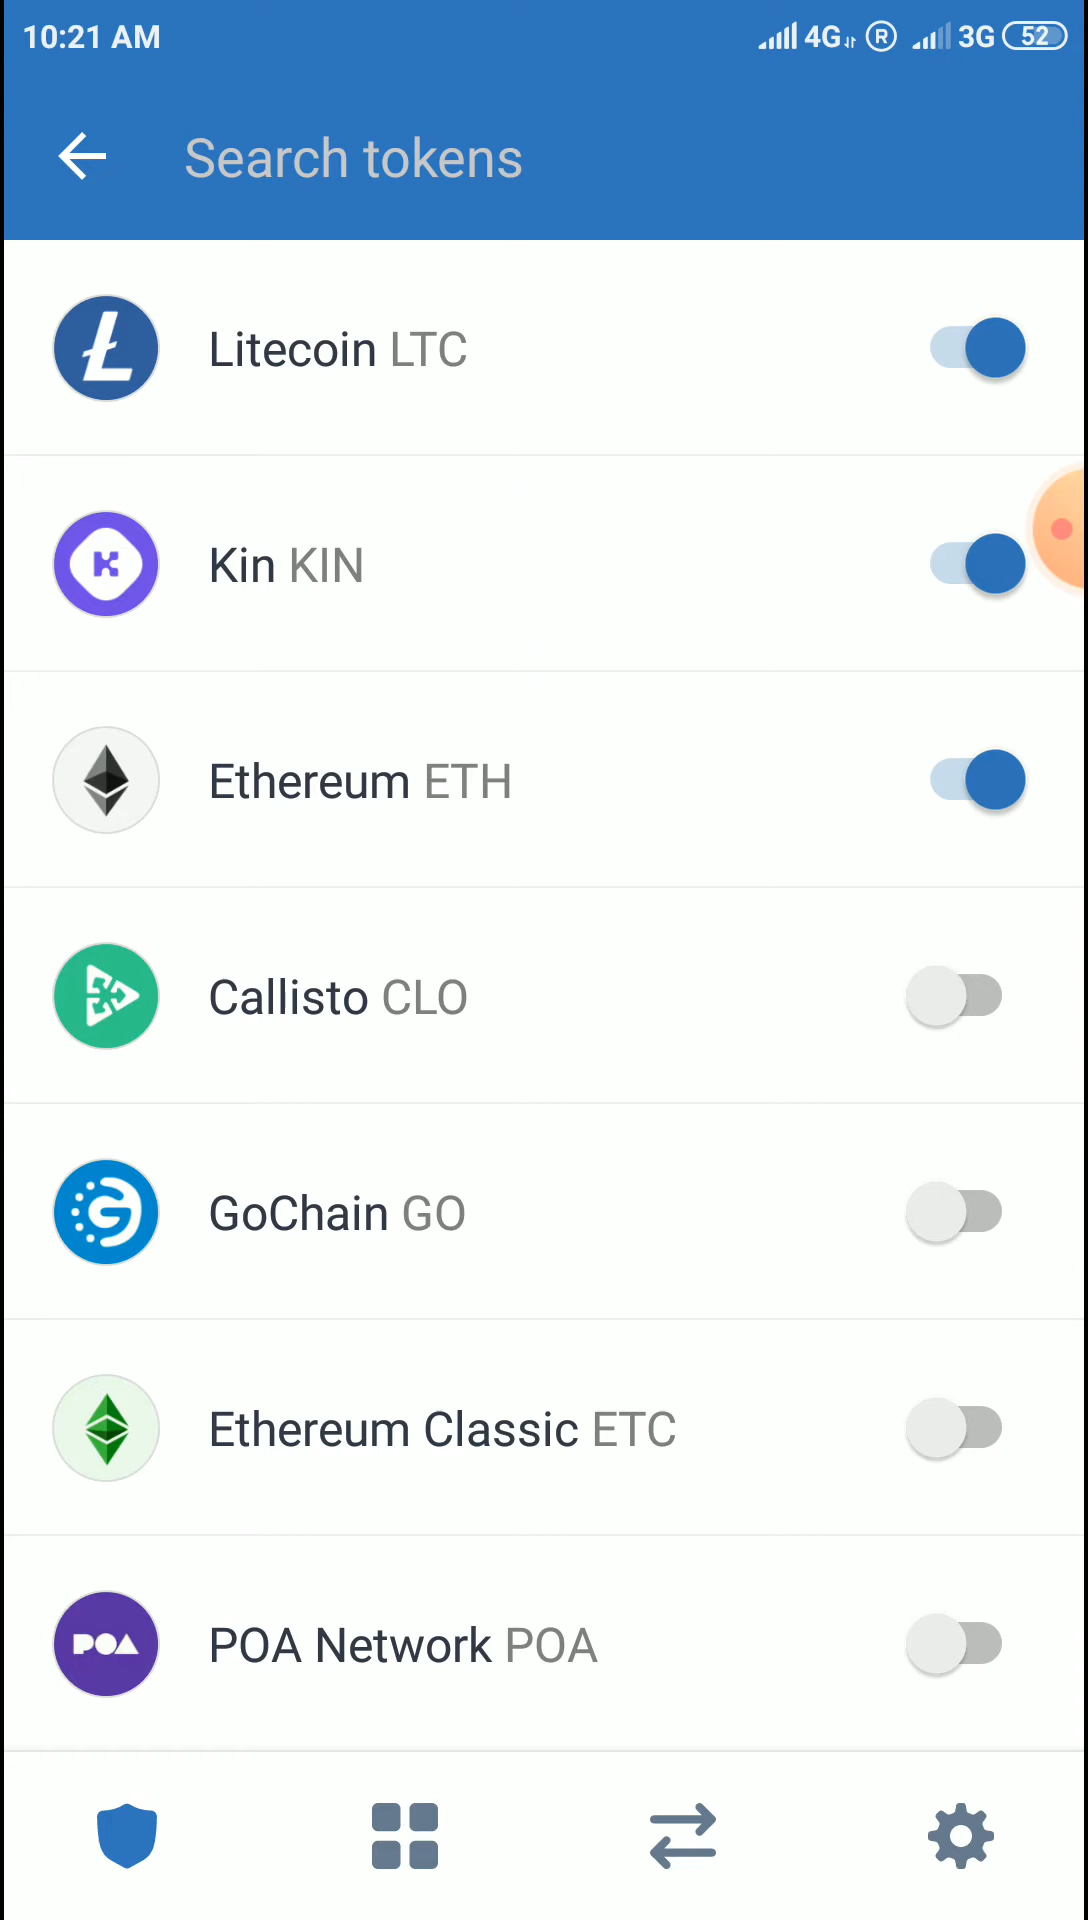 10:21 AM 4G R 3G 52
Search tokens
Litecoin LTC
Kin KIN
Ethereum ETH
Callisto CLO
GoChain GO
Ethereum Classic ETC
POA POA Network POA